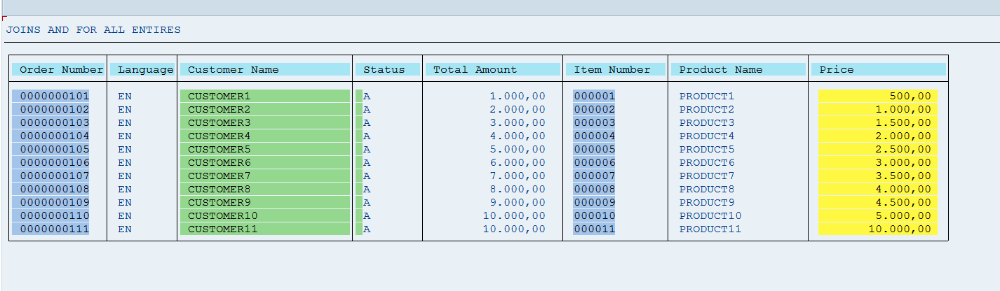 JOINS AND FOR ALL ENTIRES
Order Number Language Customer Name Status Total Amount Item Number Product Name Price
0000000101 EN CUSTOMER1 A 1.000,00 000001 PRODUCT1 500,00
0000000102 EN CUSTOMER2 A 2.000,00 000002 PRODUCT2 1.000,00
0000000103 EN CUSTOMER3 A 3.000,00 000003 PRODUCT3 1.500,00
0000000104 EN CUSTOMER4 A 4.000,00 000004 PRODUCT4 2.000,00
0000000105 EN CUSTOMER5 A 5.000,00 000005 PRODUCT5 2.500,00
0000000106 EN CUSTOMER6 A 6.000,00 000006 PRODUCT6 3.000,00
0000000107 EN CUSTOMER7 A 7.000,00 000007 PRODUCT7 3.500,00
0000000108 EN CUSTOMER8 A 8.000,00 000008 PRODUCT8 4.000,00
0000000109 EN CUSTOMER9 A 9.000,00 000009 PRODUCT9 4.500,00
0000000110 EN CUSTOMER10 A 10.000,00 000010 PRODUCT10 5.000,00
0000000111 EN CUSTOMER11 A 10.000,00 000011 PRODUCT11 10.000,00